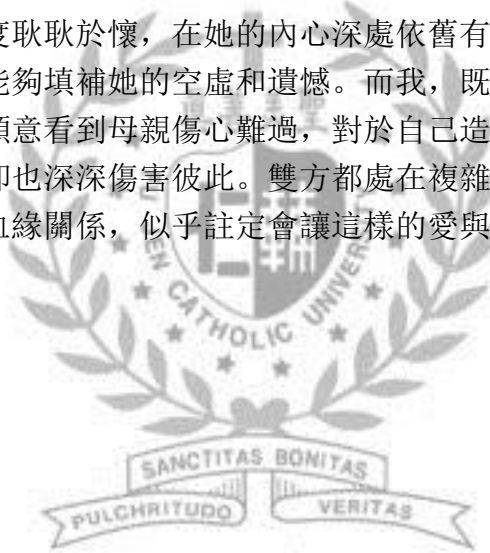 度耿耿於懷，在她的內心深處依舊有
能夠填補她的空虛和遺憾。而我，既
願意看到母親傷心難過，對於自己造
卻也深深傷害彼此。雙方都處在複雜
血緣關係，似乎註定會讓這樣的愛與
CATHOLIC UNIVER
SANCTITAS BONITAS
PULCHRITUDO VERITAS